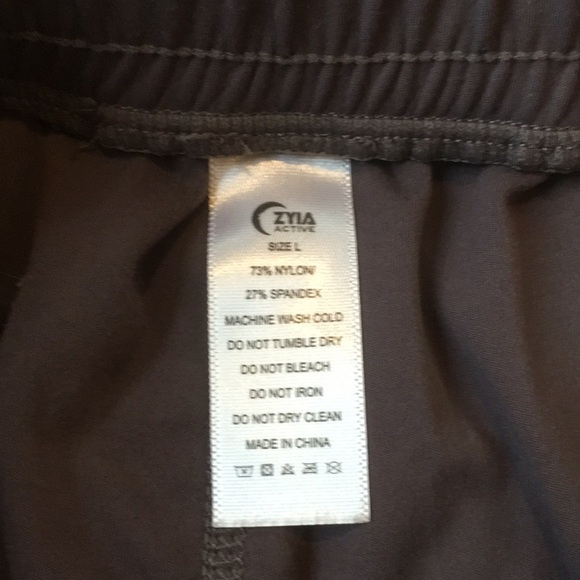 ZYIA
ACTIVE
SIZE L
73% NYLON/
27% SPANDEX
MACHINE WASH COLD
DO NOT TUMBLE DRY
DO NOT BLEACH
DO NOT IRON
DO NOT DRY CLEAN
MADE IN CHINA